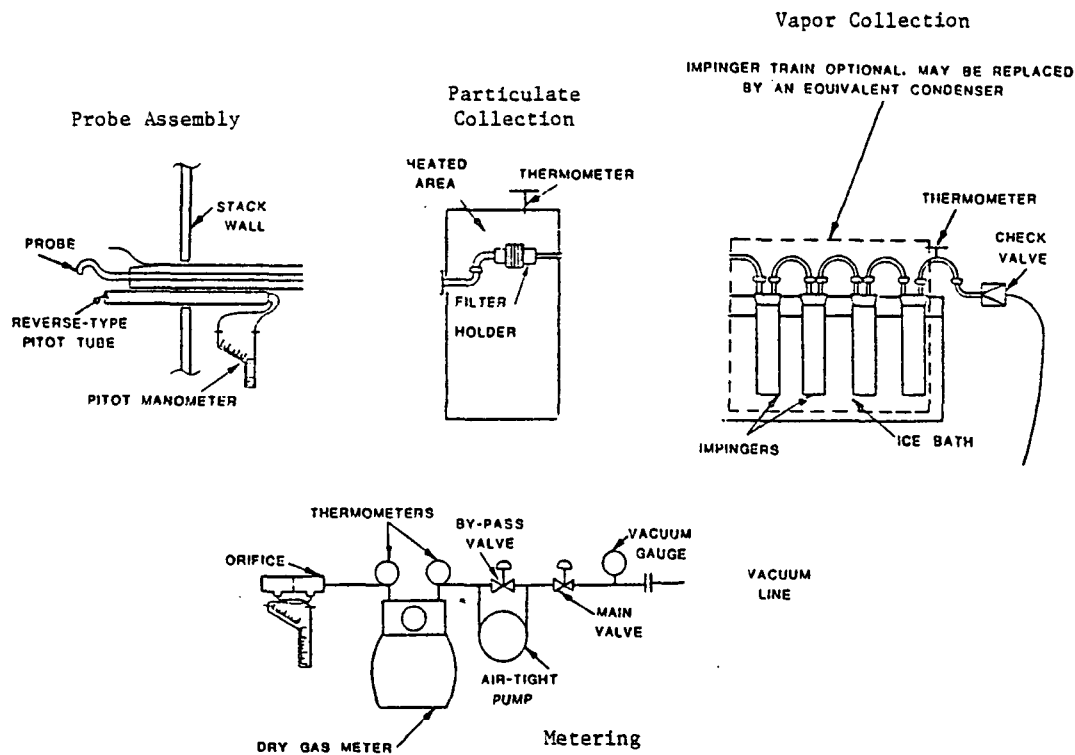 Vapor Collection
IMPINGER TRAIN OPTIONAL. MAY BE REPLACED
BY AN EQUIVALENT CONDENSER
Probe Assembly
Particulate
Collection
HEATED
AREA
THERMOMETER
STACK
WALL
PROBE
REVERSE-TYPE
PITOT TUBE
PITOT MANOMETER
FILTER
HOLDER
THERMOMETER
CHECK
VALVE
IMPINGERS
ICE BATH
THERMOMETERS
BY-PASS
VALVE
VACUUM
GAUGE
ORIFICE
VACUUM
LINE
MAIN
VALVE
AIR-TIGHT
PUMP
DRY GAS METER
Metering